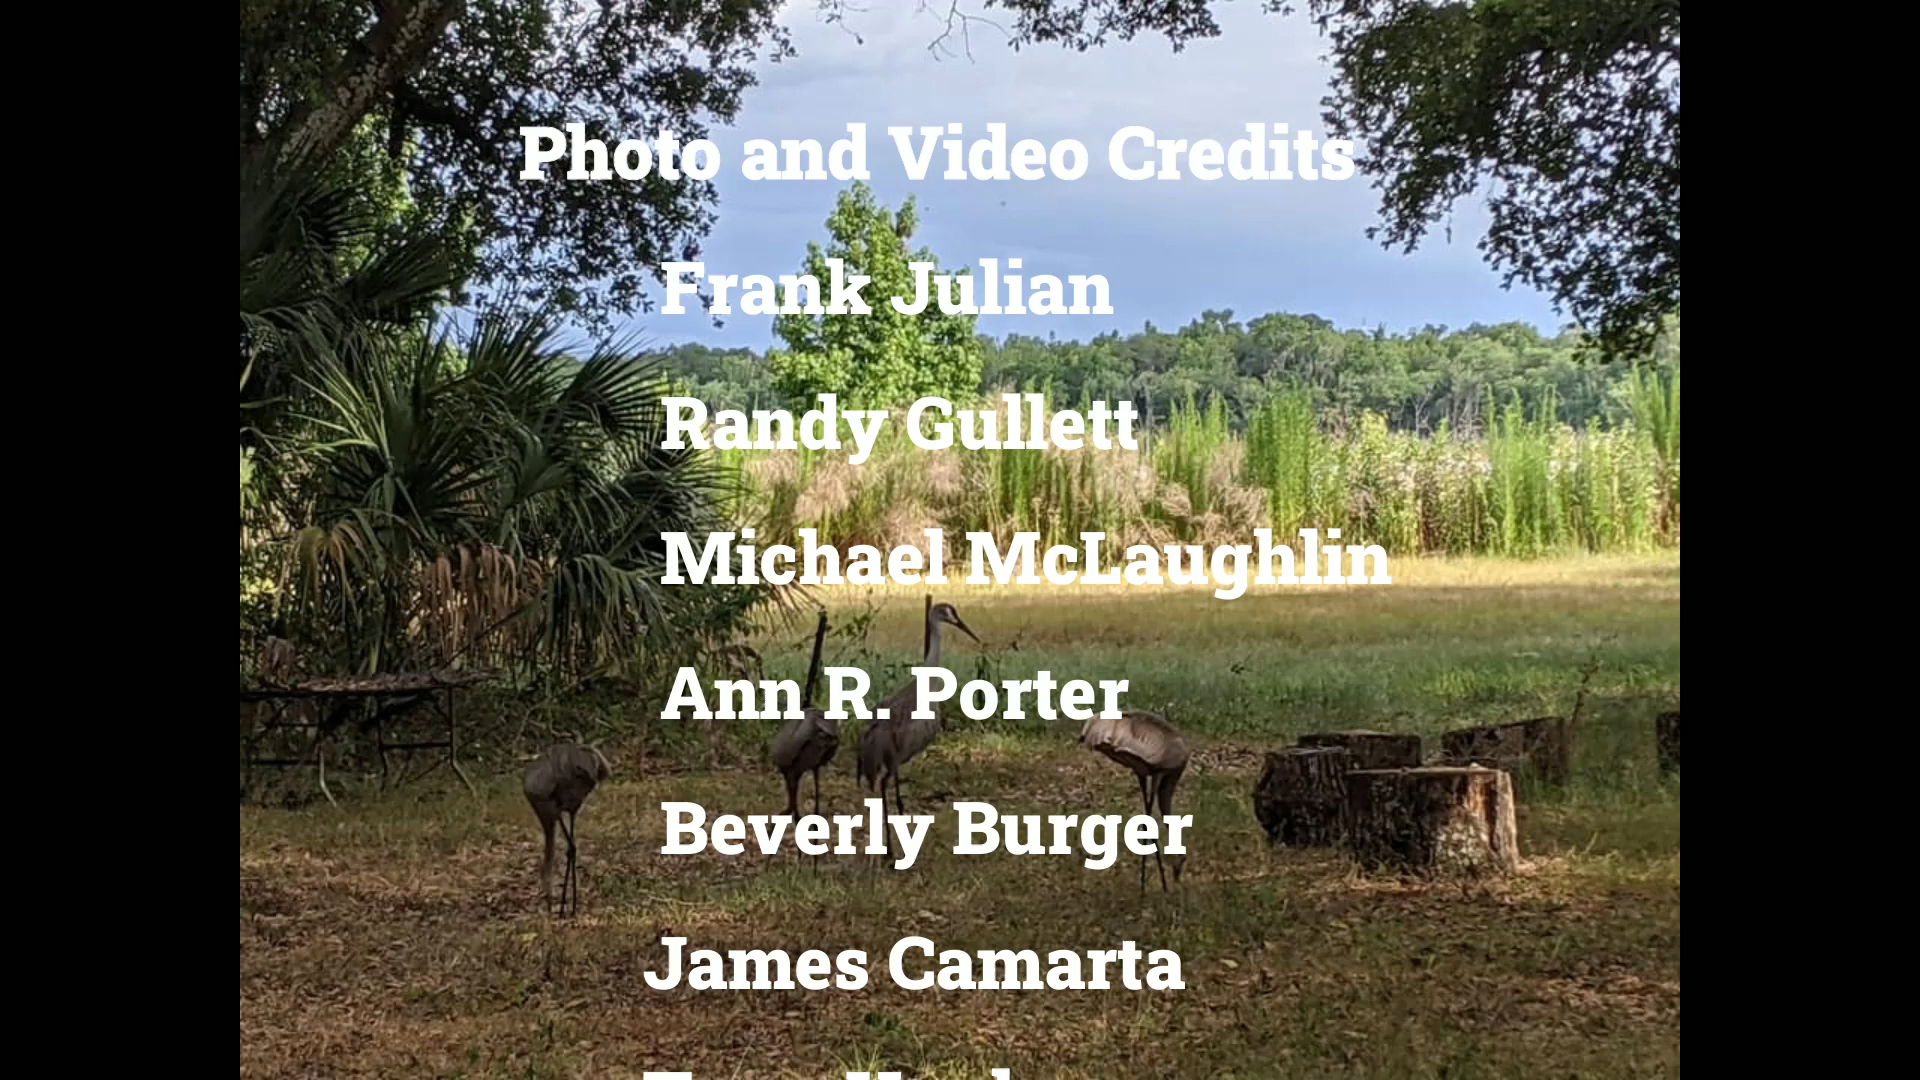 Photo and Video Credits
Frank Julian
Randy Gullett
Michael McLaughlin
Ann R. Porter
Beverly Burger
James Camarta